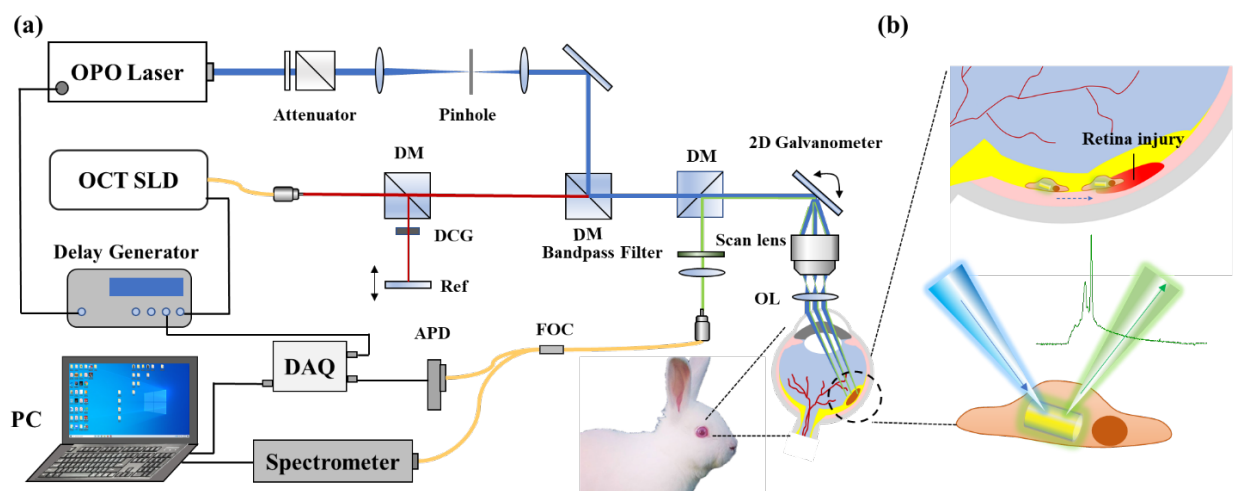 (a)
(b)
OPO Laser
Attenuator
Pinhole
2D Galvanometer
Retina injury
OCT SLD
DM
DM
DCG
DM
Bandpass Filter
Scan lens
Delay Generator
Ref
OL
APD
FOC
DAQ
PC
Spectrometer